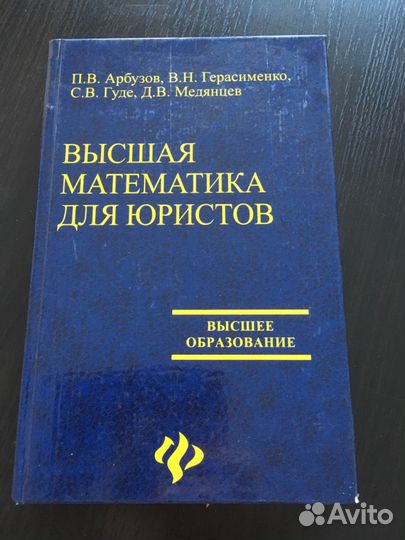 П.В. Арбузов, В.Н. Герасименко,
С.В. Гуде, Д.В. Медянцев
ВЫСШАЯ
МАТЕМАТИКА
ДЛЯ ЮРИСТОВ
ВЫСШЕЕ
ОБРАЗОВАНИЕ
Avito